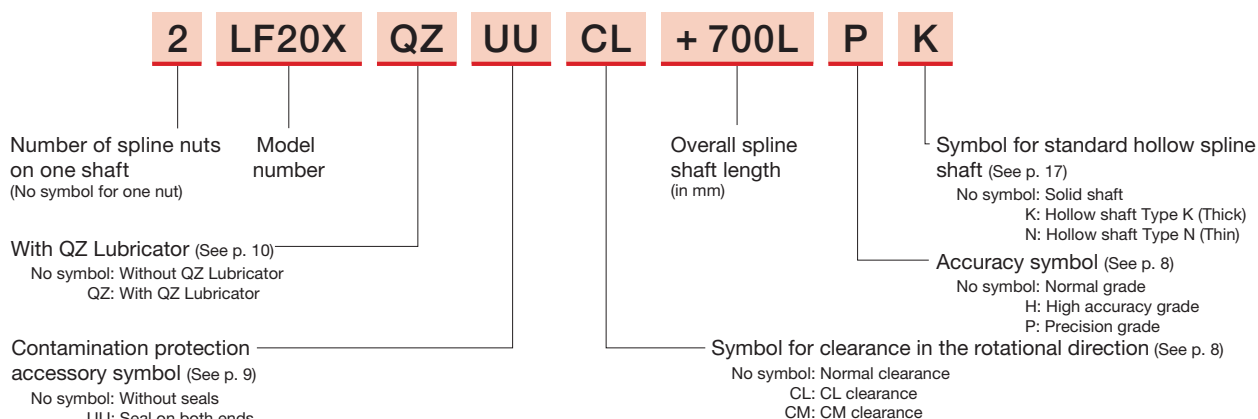 2 LF20X QZ UU CL + 700L P K
Number of spline nuts
on one shaft
(No symbol for one nut)
Model
number
Overall spline
shaft length
(in mm)
Symbol for standard hollow spline
shaft (See p. 17)
No symbol: Solid shaft
K: Hollow shaft Type K (Thick)
N: Hollow shaft Type N (Thin)
With QZ Lubricator (See p. 10)
No symbol: Without QZ Lubricator
QZ: With QZ Lubricator
Accuracy symbol (See p. 8)
No symbol: Normal grade
H: High accuracy grade
P: Precision grade
Contamination protection
accessory symbol (See p. 9)
No symbol: Without seals
UU: Seal on both ends
Symbol for clearance in the rotational direction (See p. 8)
No symbol: Normal clearance
CL: CL clearance
CM: CM clearance